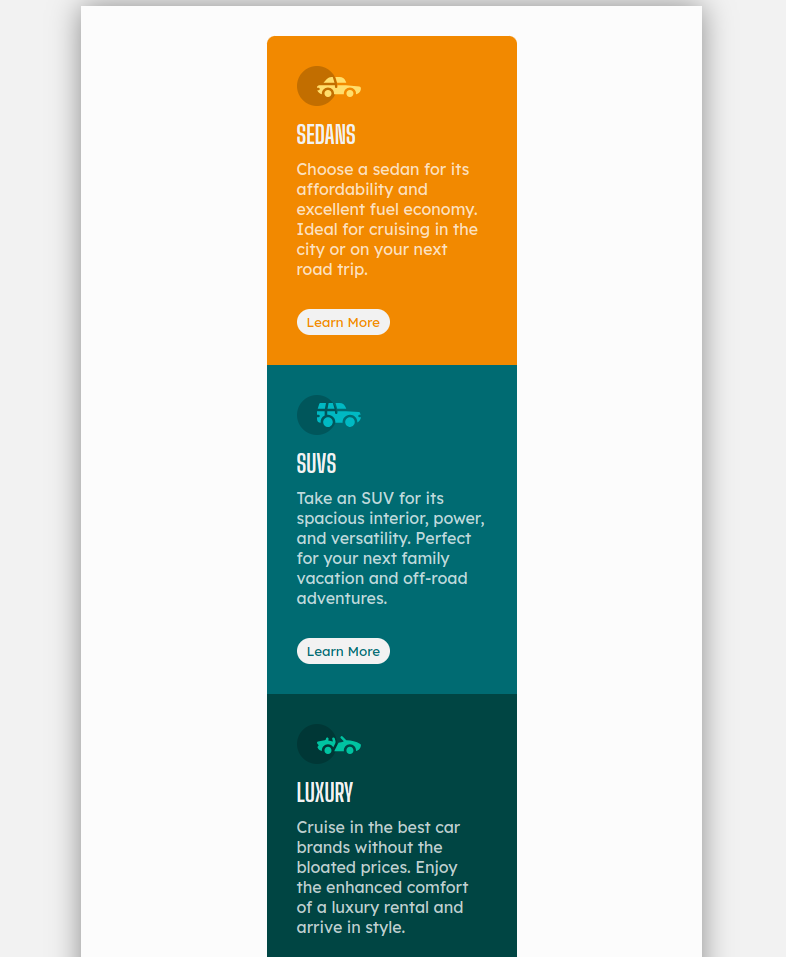 SEDANS
Choose a sedan for its
affordability and
excellent fuel economy.
Ideal for cruising in the
city or on your next
road trip.
Learn More
SUVS
Take an SUV for its
spacious interior, power,
and versatility. Perfect
for your next family
vacation and off-road
adventures.
Learn More
LUXURY
Cruise in the best car
brands without the
bloated prices. Enjoy
the enhanced comfort
of a luxury rental and
arrive in style.